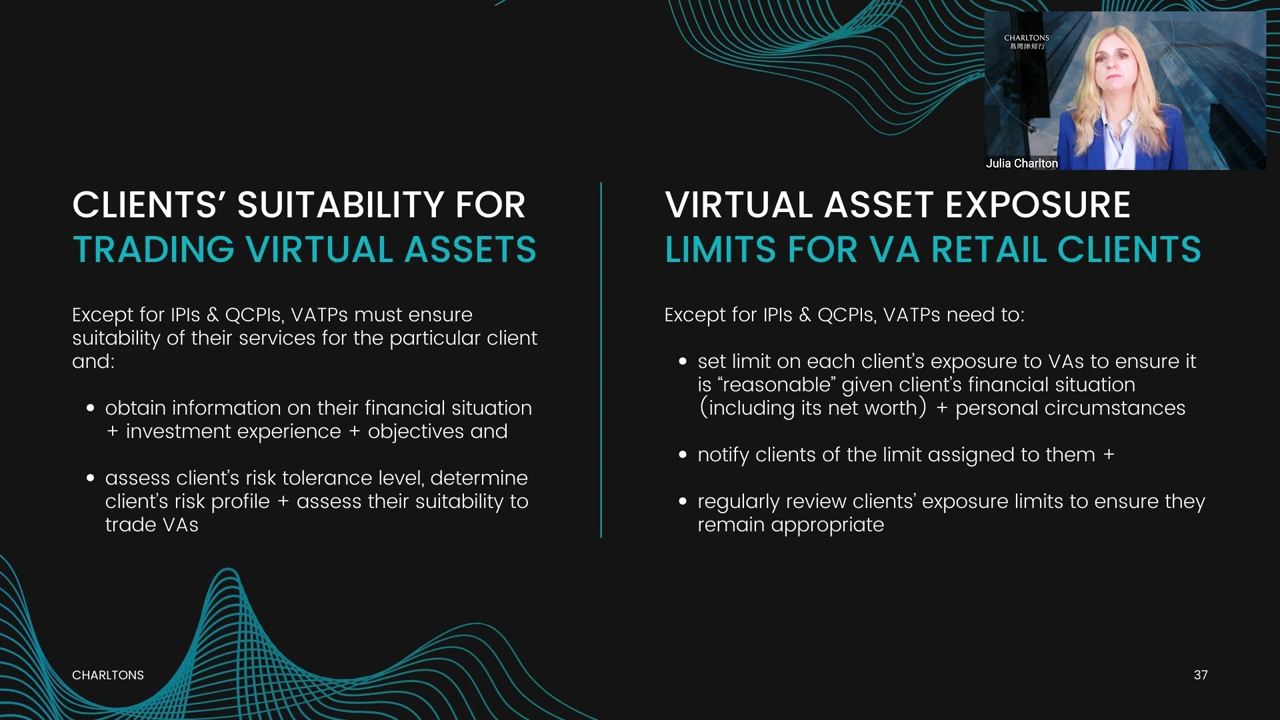 CHARLTONS
易周律師行
Julia Charlton
CLIENTS’ SUITABILITY FOR
TRADING VIRTUAL ASSETS
Except for IPIs & QCPIs, VATPs must ensure
suitability of their services for the particular client
and:
• obtain information on their financial situation
+ investment experience + objectives and
• assess client’s risk tolerance level, determine
client’s risk profile + assess their suitability to
trade VAs
VIRTUAL ASSET EXPOSURE
LIMITS FOR VA RETAIL CLIENTS
Except for IPIs & QCPIs, VATPs need to:
• set limit on each client’s exposure to VAs to ensure it
is “reasonable” given client’s financial situation
(including its net worth) + personal circumstances
• notify clients of the limit assigned to them +
• regularly review clients’ exposure limits to ensure they
remain appropriate
CHARLTONS
37